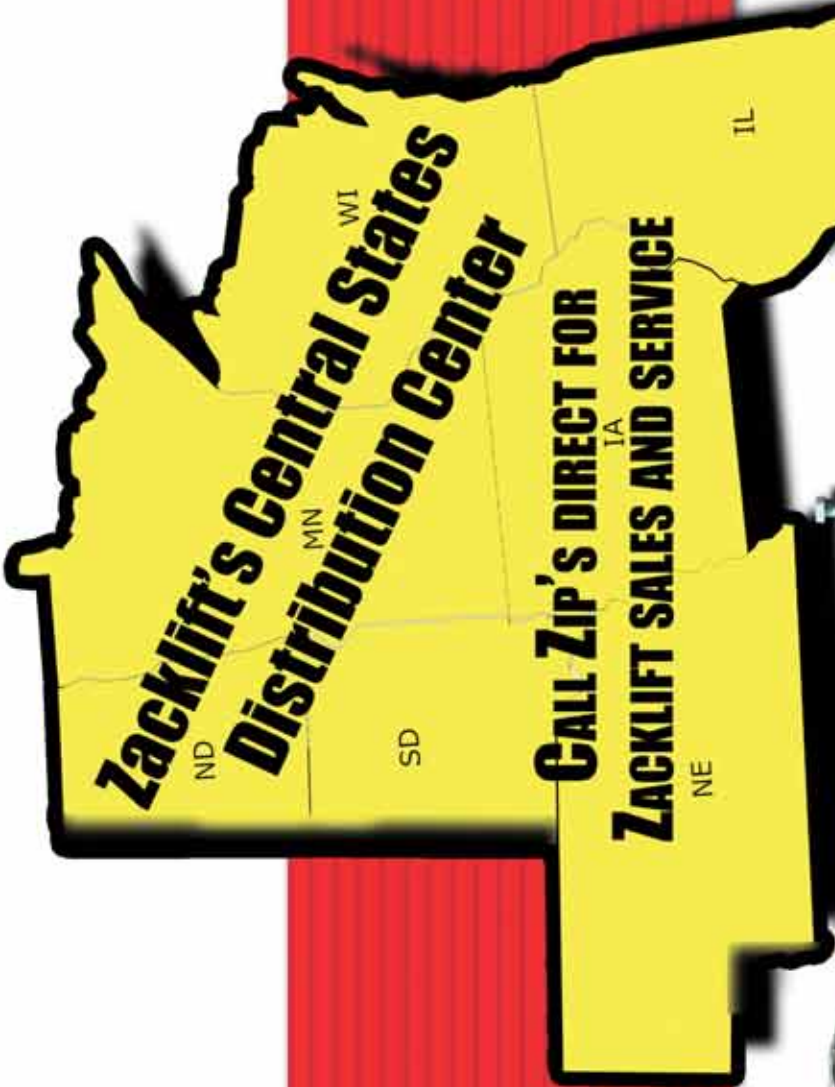 Zacklift's Central States
Distribution Center
CALL ZIP'S DIRECT FOR
ZACKLIFT SALES AND SERVICE
ND
MN
WI
SD
IA
NE
IL